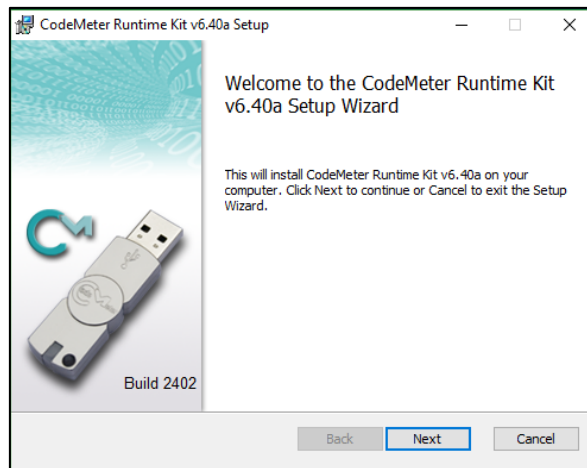 CodeMeter Runtime Kit v6.40a Setup
Welcome to the CodeMeter Runtime Kit
v6.40a Setup Wizard
This will install CodeMeter Runtime Kit v6.40a on your
computer. Click Next to continue or Cancel to exit the Setup
Wizard.
Build 2402
Back Next Cancel